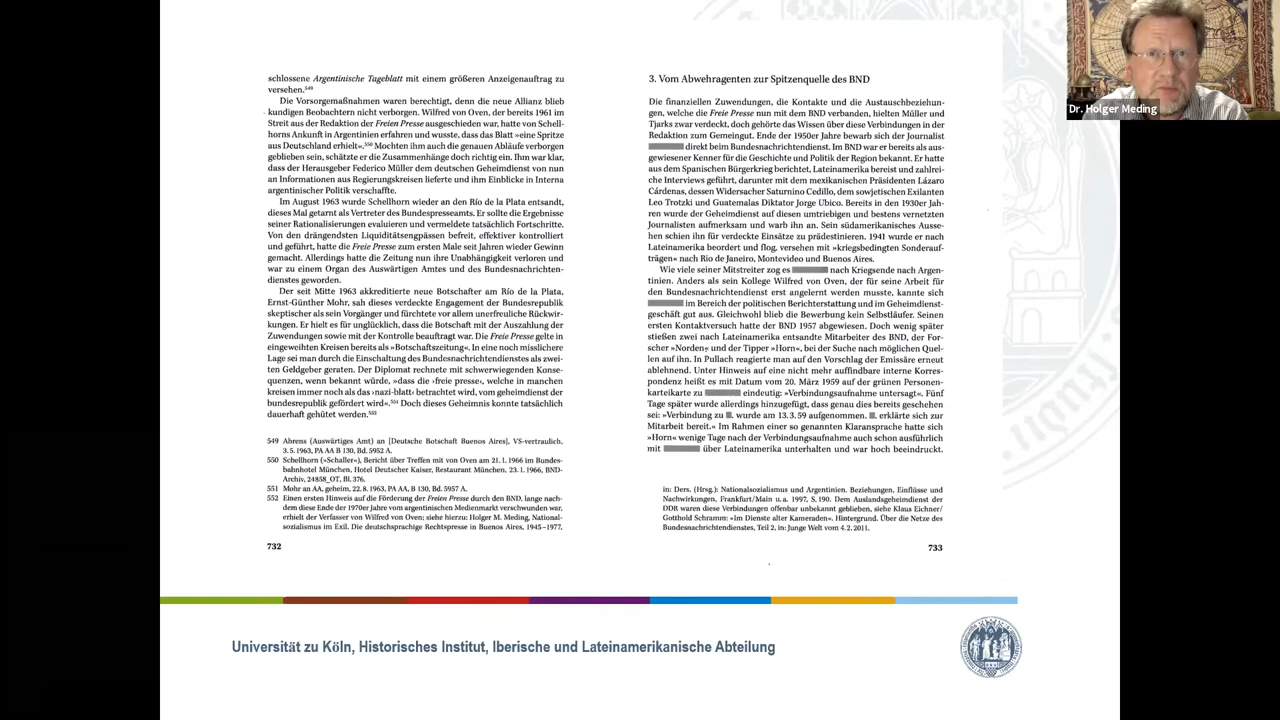 schlossene Argentinische Tageblatt mit einem größeren Anzeigenauftrag zu
versehen.⁵⁴⁹
Die Vorsorgemaßnahmen waren berechtigt, denn die neue Allianz blieb
kundigen Beobachtern nicht verborgen. Wilfred von Oven, der bereits 1961 im
Streit aus der Redaktion der Freien Presse ausgeschieden war, hatte von Schell-
horns Ankunft in Argentinien erfahren und wusste, dass das Blatt »eine Spritze
aus Deutschland erhielt«.⁵⁵⁰ Mochten ihm auch die genauen Abläufe verborgen
geblieben sein, schätzte er die Zusammenhänge doch richtig ein. Ihm war klar,
dass der Herausgeber Federico Müller dem deutschen Geheimdienst von nun
an Informationen aus Regierungskreisen lieferte und ihm Einblicke in Interna
argentinischer Politik verschaffte.
Im August 1963 wurde Schellhorn wieder an den Río de la Plata entsandt,
dieses Mal getarnt als Vertreter des Bundespresseamts. Er sollte die Ergebnisse
seiner Rationalisierungen evaluieren und vermeldete tatsächlich Fortschritte.
Von den drängendsten Liquiditätsengpässen befreit, effektiver kontrolliert
und geführt, hatte die Freie Presse zum ersten Male seit Jahren wieder Gewinn
gemacht. Allerdings hatte die Zeitung nun ihre Unabhängigkeit verloren und
war zu einem Organ des Auswärtigen Amtes und des Bundesnachrichten-
dienstes geworden.
Der seit Mitte 1963 akkreditierte neue Botschafter am Río de la Plata,
Ernst-Günther Mohr, sah dieses verdeckte Engagement der Bundesrepublik
skeptischer als sein Vorgänger und fürchtete vor allem unerfreuliche Rückwir-
kungen. Er hielt es für unglücklich, dass die Botschaft mit der Auszahlung der
Zuwendungen sowie mit der Kontrolle beauftragt war. Die Freie Presse gelte in
eingeweihten Kreisen bereits als »Botschaftszeitung«. In eine noch misslichere
Lage sei man durch die Einschaltung des Bundesnachrichtendienstes als zwei-
ten Geldgeber geraten. Der Diplomat rechnete mit schwerwiegenden Konse-
quenzen, wenn bekannt würde, »dass die ›freie presse‹, welche in manchen
kreisen immer noch als das ›nazi-blatt‹ betrachtet wird, vom geheimdienst der
bundesrepublik gefördert wird«.⁵⁵¹ Doch dieses Geheimnis konnte tatsächlich
dauerhaft gehütet werden.⁵⁵²
549 Ahrens (Auswärtiges Amt) an [Deutsche Botschaft Buenos Aires], VS-vertraulich,
3. 5. 1963, PA AA B 130, Bd. 5952 A.
550 Schellhorn (»Schaller«), Bericht über Treffen mit von Oven am 21. 1. 1966 im Bundes-
bahnhotel München, Hotel Deutscher Kaiser, Restaurant München, 23. 1. 1966, BND-
Archiv, 24858_OT, Bl. 376.
551 Mohr an AA, geheim, 22. 8. 1963, PA AA, B 130, Bd. 5957 A.
552 Einen ersten Hinweis auf die Förderung der Freien Presse durch den BND, lange nach-
dem diese Ende der 1970er Jahre vom argentinischen Medienmarkt verschwunden war,
erhielt der Verfasser von Wilfred von Oven; siehe hierzu: Holger M. Meding, National-
sozialismus im Exil. Die deutschsprachige Rechtspresse in Buenos Aires, 1945–1977,
732
3. Vom Abwehragenten zur Spitzenquelle des BND
Die finanziellen Zuwendungen, die Kontakte und die Austauschbeziehun-
gen, welche die Freie Presse nun mit dem BND verbanden, hielten Müller und
Tjarks zwar verdeckt, doch gehörte das Wissen über diese Verbindungen in der
Redaktion zum Gemeingut. Ende der 1950er Jahre bewarb sich der Journalist
direkt beim Bundesnachrichtendienst. Im BND war er bereits als aus-
gewiesener Kenner für die Geschichte und Politik der Region bekannt. Er hatte
aus dem Spanischen Bürgerkrieg berichtet, Lateinamerika bereist und zahlrei-
che Interviews geführt, darunter mit dem mexikanischen Präsidenten Lázaro
Cárdenas, dessen Widersacher Saturnino Cedillo, dem sowjetischen Exilanten
Leo Trotzki und Guatemalas Diktator Jorge Ubico. Bereits in den 1930er Jah-
ren wurde der Geheimdienst auf diesen umtriebigen und bestens vernetzten
Journalisten aufmerksam und warb ihn an. Sein südamerikanisches Ausse-
hen schien ihn für verdeckte Einsätze zu prädestinieren. 1941 wurde er nach
Lateinamerika beordert und flog, versehen mit »kriegsbedingten Sonderauf-
trägen« nach Rio de Janeiro, Montevideo und Buenos Aires.
Wie viele seiner Mitstreiter zog es nach Kriegsende nach Argen-
tinien. Anders als sein Kollege Wilfred von Oven, der für seine Arbeit für
den Bundesnachrichtendienst erst angelernt werden musste, kannte sich
im Bereich der politischen Berichterstattung und im Geheimdienst-
geschäft gut aus. Gleichwohl blieb die Bewerbung kein Selbstläufer. Seinen
ersten Kontaktversuch hatte der BND 1957 abgewiesen. Doch wenig später
stießen zwei nach Lateinamerika entsandte Mitarbeiter des BND, der For-
scher »Norden« und der Tipper »Horn«, bei der Suche nach möglichen Quel-
len auf ihn. In Pullach reagierte man auf den Vorschlag der Emissäre erneut
ablehnend. Unter Hinweis auf eine nicht mehr auffindbare interne Korres-
pondenz heißt es mit Datum vom 20. März 1959 auf der grünen Personen-
karteikarte zu eindeutig: »Verbindungsaufnahme untersagt«. Fünf
Tage später wurde allerdings hinzugefügt, dass genau dies bereits geschehen
sei: »Verbindung zu . wurde am 13. 3. 59 aufgenommen. . erklärte sich zur
Mitarbeit bereit.« Im Rahmen einer so genannten Klaransprache hatte sich
»Horn« wenige Tage nach der Verbindungsaufnahme auch schon ausführlich
mit über Lateinamerika unterhalten und war hoch beeindruckt.
in: Ders. (Hrsg.): Nationalsozialismus und Argentinien. Beziehungen, Einflüsse und
Nachwirkungen, Frankfurt/Main u. a. 1997, S. 190. Dem Auslandsgeheimdienst der
DDR waren diese Verbindungen offenbar unbekannt geblieben, siehe Klaus Eichner/
Gotthold Schramm: »Im Dienste alter Kameraden«. Hintergrund. Über die Netze des
Bundesnachrichtendienstes, Teil 2, in: Junge Welt vom 4. 2. 2011.
733
Dr. Holger Meding
Universität zu Köln, Historisches Institut, Iberische und Lateinamerikanische Abteilung